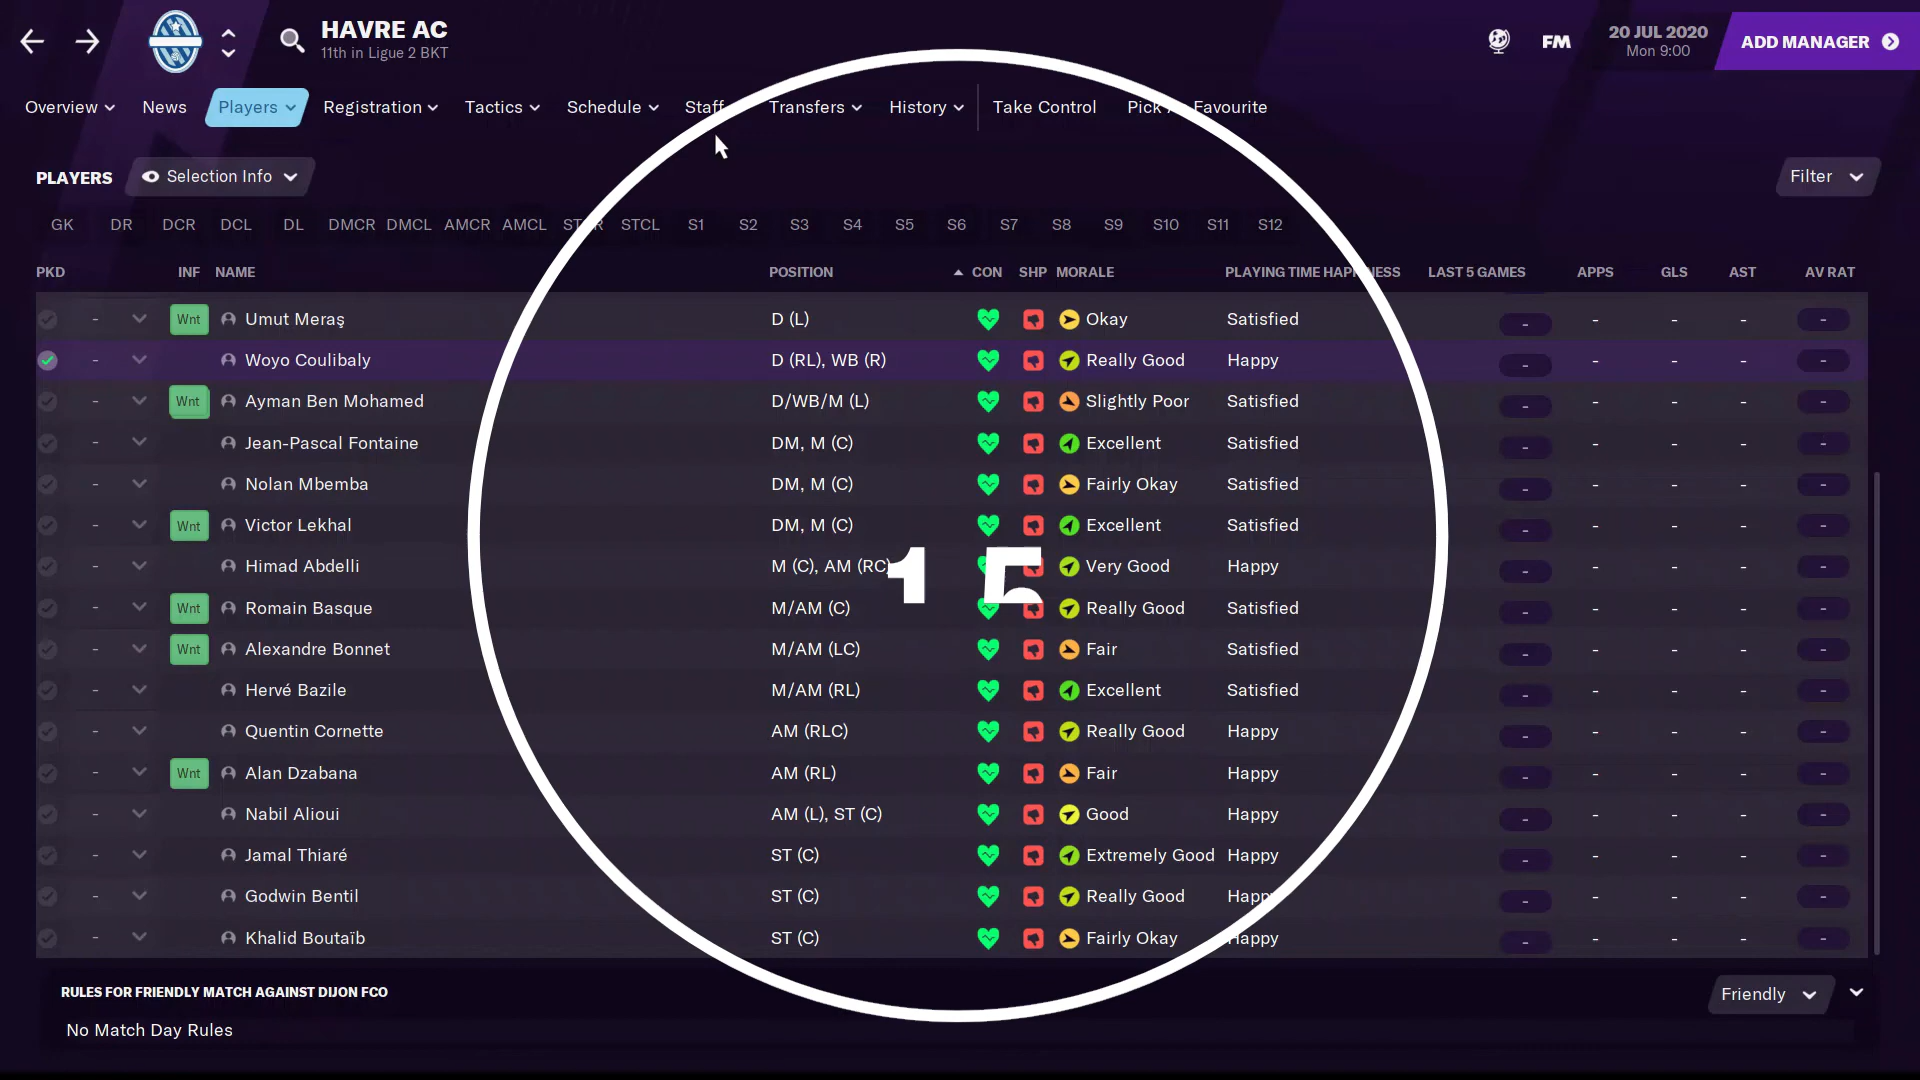 HAVRE AC
11th in Ligue 2 BKT
FM
20 JUL 2020
Mon 9:00
ADD MANAGER
Overview News Players Registration Tactics Schedule Staff Transfers History Take Control Pick Favourite
PLAYERS Selection Info Filter
GK DR DCR DCL DL DMCR DMCL AMCR AMCL STCL S1 S2 S3 S4 S5 S6 S7 S8 S9 S10 S11 S12
PKD INF NAME POSITION CON SHP MORALE PLAYING TIME HAPPINESS LAST 5 GAMES APPS GLS AST AV RAT
- Wnt Umut Meraş D (L) Okay Satisfied - - - - -
- Woyo Coulibaly D (RL), WB (R) Really Good Happy - - - - -
- Wnt Ayman Ben Mohamed D/WB/M (L) Slightly Poor Satisfied - - - - -
- Jean-Pascal Fontaine DM, M (C) Excellent Satisfied - - - - -
- Nolan Mbemba DM, M (C) Fairly Okay Satisfied - - - - -
- Wnt Victor Lekhal DM, M (C) Excellent Satisfied - - - - -
- Himad Abdelli M (C), AM (RC) Very Good Happy - - - - -
15
- Wnt Romain Basque M/AM (C) Really Good Satisfied - - - - -
- Wnt Alexandre Bonnet M/AM (LC) Fair Satisfied - - - - -
- Hervé Bazile M/AM (RL) Excellent Satisfied - - - - -
- Quentin Cornette AM (RLC) Really Good Happy - - - - -
- Wnt Alan Dzabana AM (RL) Fair Happy - - - - -
- Nabil Alioui AM (L), ST (C) Good Happy - - - - -
- Jamal Thiaré ST (C) Extremely Good Happy - - - - -
- Godwin Bentil ST (C) Really Good Happy - - - - -
- Khalid Boutaïb ST (C) Fairly Okay Happy - - - - -
RULES FOR FRIENDLY MATCH AGAINST DIJON FCO
Friendly
No Match Day Rules